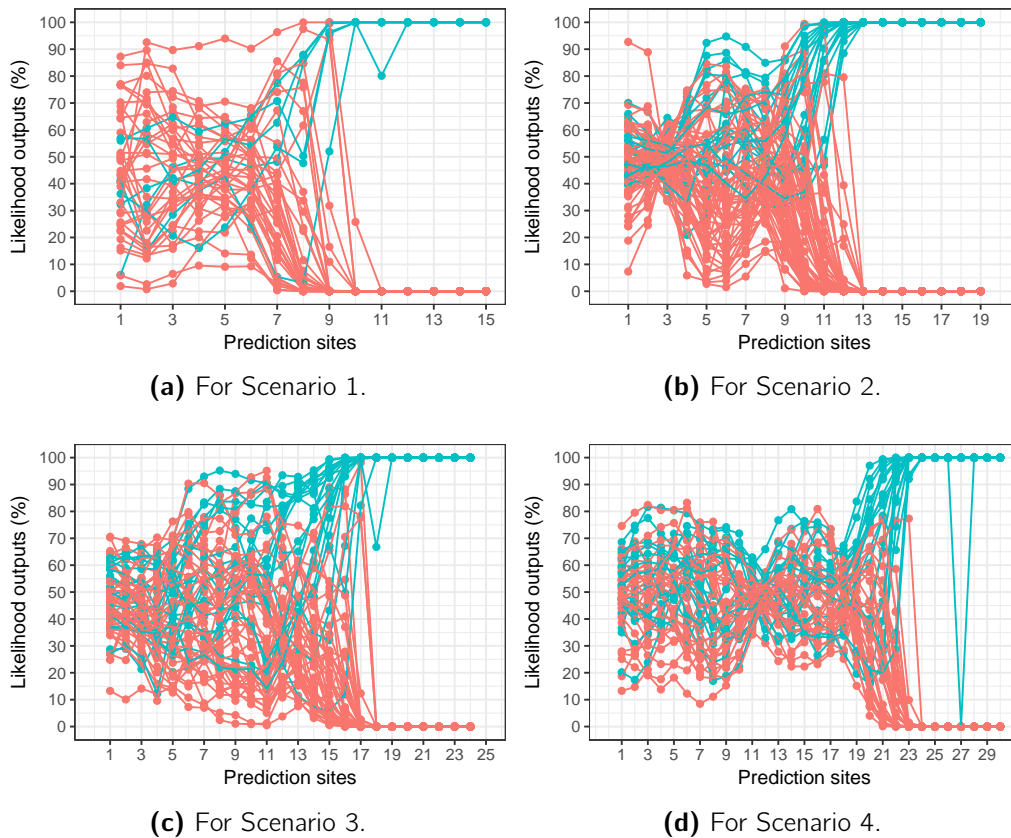 Likelihood outputs (%)
100
90
80
70
60
50
40
30
20
10
0
1 3 5 7 9 11 13 15
Prediction sites
(a) For Scenario 1.
Likelihood outputs (%)
100
90
80
70
60
50
40
30
20
10
0
1 3 5 7 9 11 13 15 17 19
Prediction sites
(b) For Scenario 2.
Likelihood outputs (%)
100
90
80
70
60
50
40
30
20
10
0
1 3 5 7 9 11 13 15 17 19 21 23 25
Prediction sites
(c) For Scenario 3.
Likelihood outputs (%)
100
90
80
70
60
50
40
30
20
10
0
1 3 5 7 9 11 13 15 17 19 21 23 25 27 29
Prediction sites
(d) For Scenario 4.